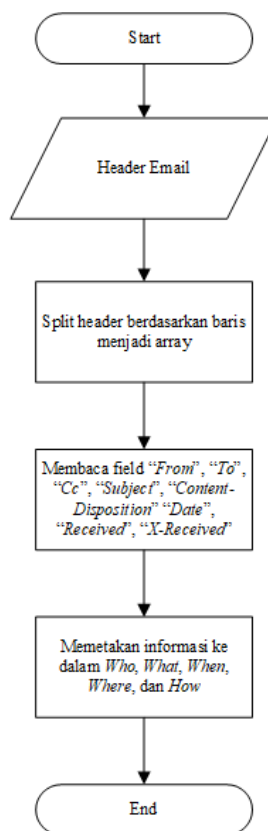 Start
Header Email
Split header berdasarkan baris
menjadi array
Membaca field “From”, “To”,
“Cc”, “Subject”, “Content-
Disposition” “Date”,
“Received”, “X-Received”
Memetakan informasi ke
dalam Who, What, When,
Where, dan How
End